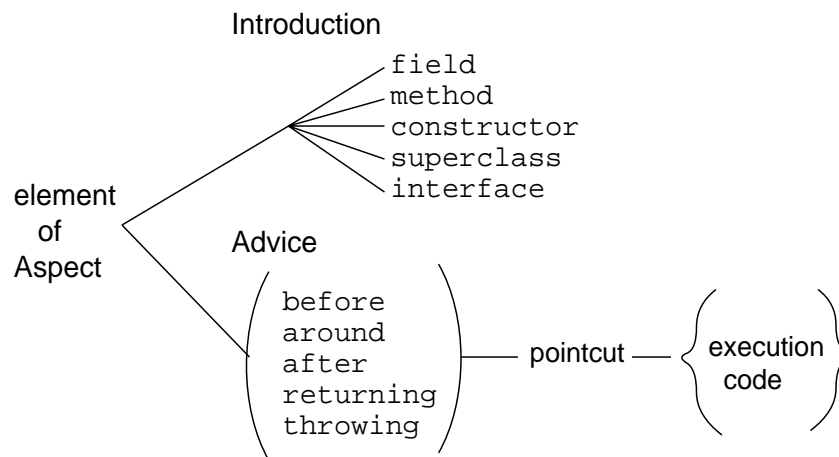 Introduction
field
method
constructor
superclass
interface
element
of
Aspect
Advice
before
around
after
returning
throwing
pointcut
execution
code